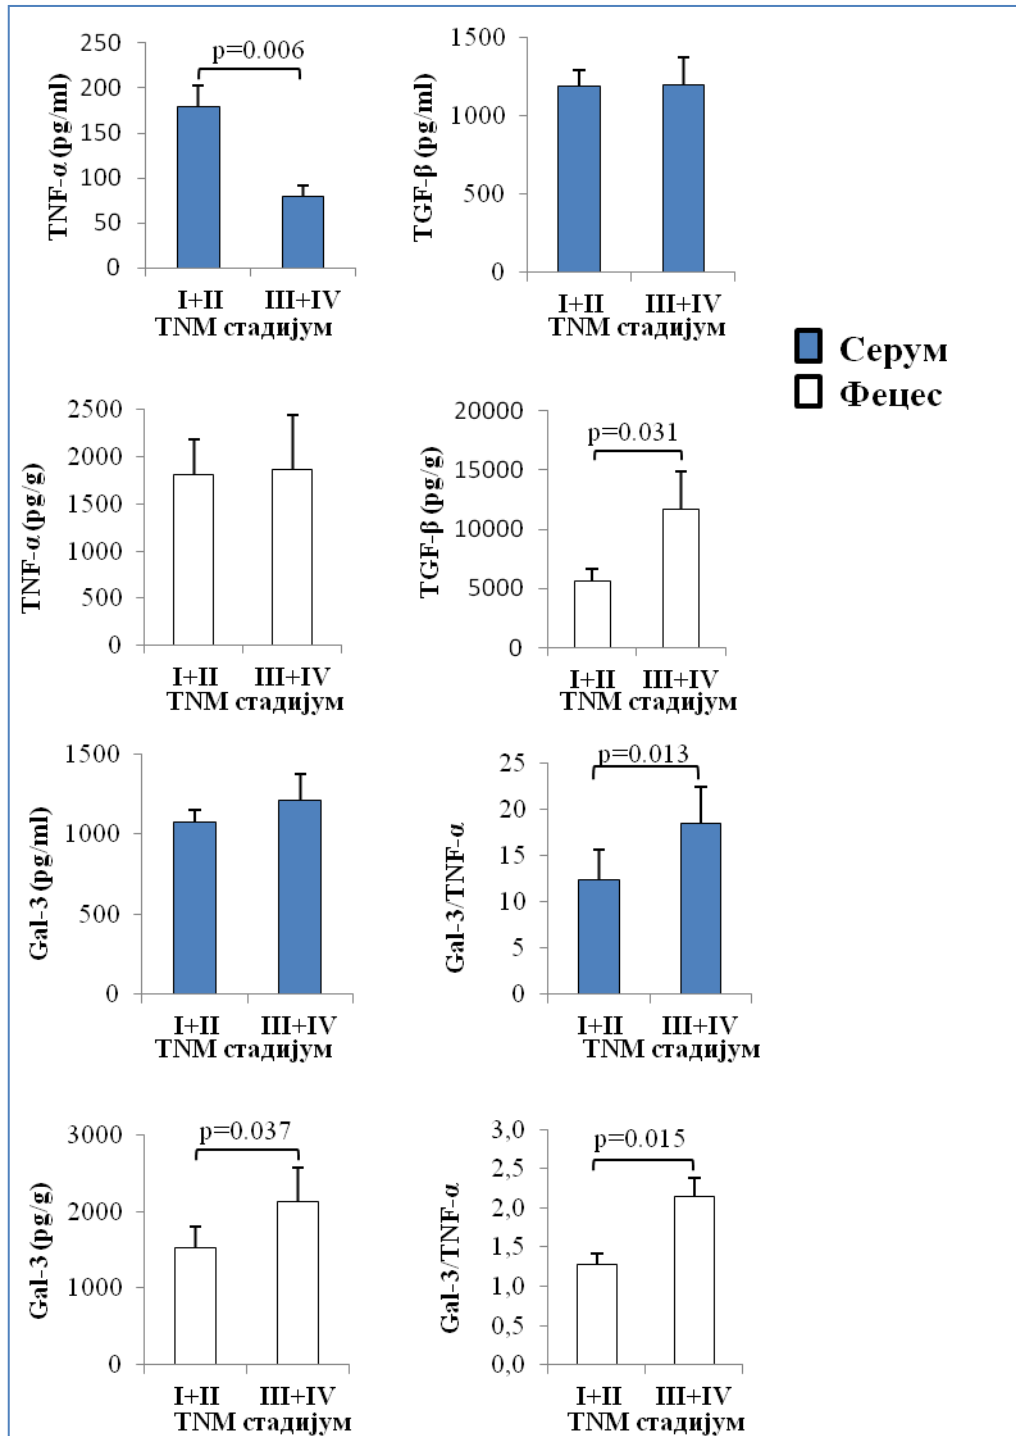 TNF-α (pg/ml)
250
200
150
100
50
0
p=0.006
I+II III+IV
TNM стадијум
TGF-β (pg/ml)
1500
1000
500
0
I+II III+IV
TNM стадијум
Серум
Фецес
TNF-α (pg/g)
2500
2000
1500
1000
500
0
I+II III+IV
TNM стадијум
TGF-β (pg/g)
20000
15000
10000
5000
0
p=0.031
I+II III+IV
TNM стадијум
Gal-3 (pg/ml)
1500
1000
500
0
I+II III+IV
TNM стадијум
Gal-3/TNF-α
25
20
15
10
5
0
p=0.013
I+II III+IV
TNM стадијум
Gal-3 (pg/g)
3000
2000
1000
0
p=0.037
I+II III+IV
TNM стадијум
Gal-3/TNF-α
3,0
2,5
2,0
1,5
1,0
0,5
0,0
p=0.015
I+II III+IV
TNM стадијум